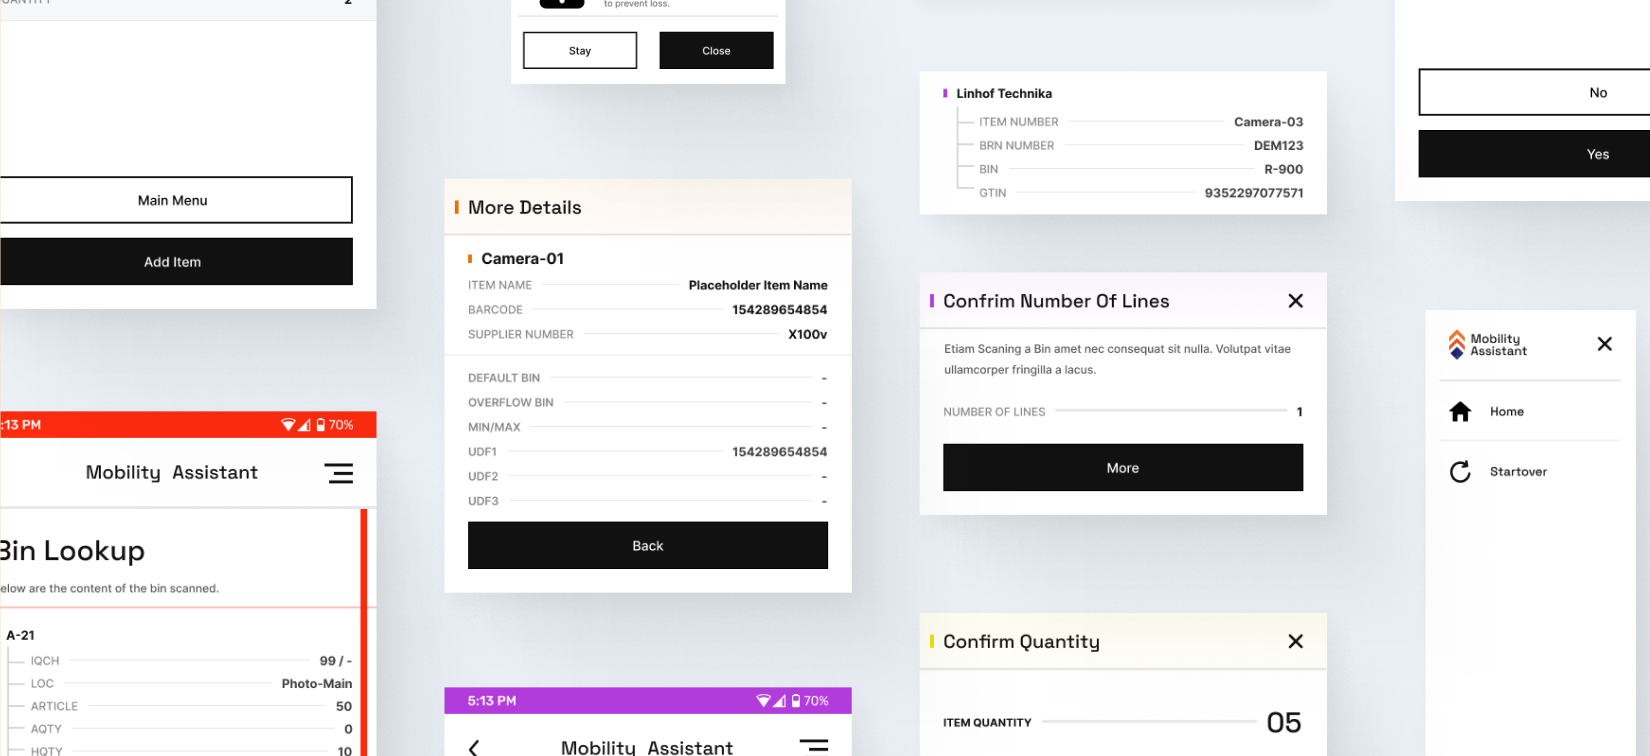 QUANTITY 2
Main Menu
Add Item
:13 PM 70%
Mobility Assistant
Bin Lookup
elow are the content of the bin scanned.
A-21
IQCH 99 / -
LOC Photo-Main
ARTICLE 50
AQTY 0
HQTY 10
to prevent loss.
Stay Close
More Details
Camera-01
ITEM NAME Placeholder Item Name
BARCODE 154289654854
SUPPLIER NUMBER X100v
DEFAULT BIN -
OVERFLOW BIN -
MIN/MAX -
UDF1 154289654854
UDF2 -
UDF3 -
Back
5:13 PM 70%
Mobility Assistant
Linhof Technika
ITEM NUMBER Camera-03
BRN NUMBER DEM123
BIN R-900
GTIN 9352297077571
Confrim Number Of Lines
Etiam Scaning a Bin amet nec consequat sit nulla. Volutpat vitae
ullamcorper fringilla a lacus.
NUMBER OF LINES 1
More
Confirm Quantity
ITEM QUANTITY 05
No
Yes
Mobility
Assistant
Home
Startover